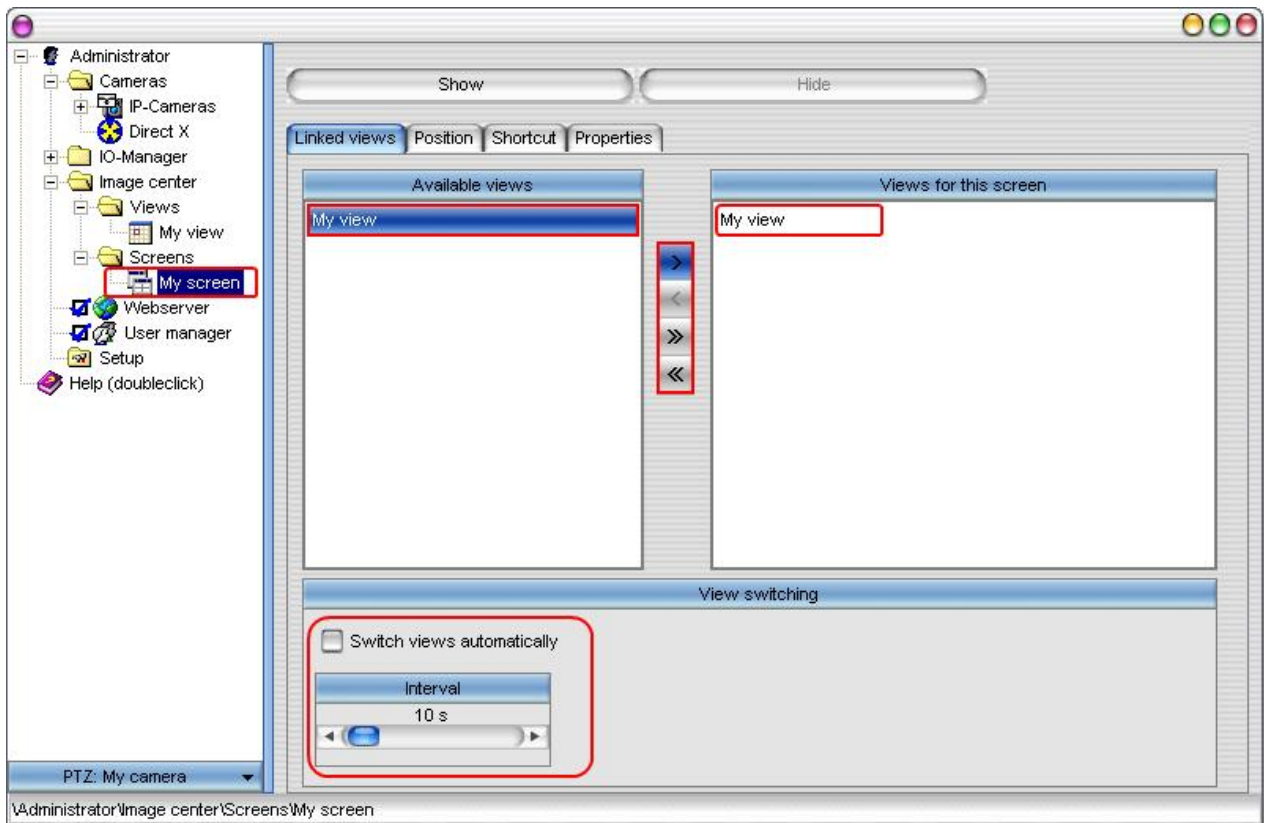 Administrator
Cameras
IP-Cameras
Direct X
IO-Manager
Image center
Views
My view
Screens
My screen
Webserver
User manager
Setup
Help (doubleclick)
PTZ: My camera
Show
Hide
Linked views
Position
Shortcut
Properties
Available views
My view
>
<
»
«
Views for this screen
My view
View switching
Switch views automatically
Interval
10 s
\Administrator\Image center\Screens\My screen